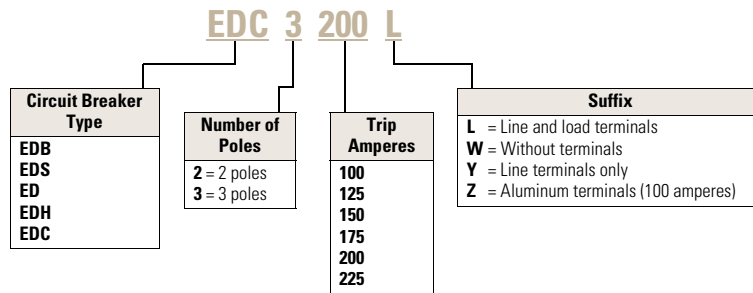 EDC 3 200 L
Circuit Breaker
Type
EDB
EDS
ED
EDH
EDC
Number of
Poles
2 = 2 poles
3 = 3 poles
Trip
Amperes
100
125
150
175
200
225
Suffix
L = Line and load terminals
W = Without terminals
Y = Line terminals only
Z = Aluminum terminals (100 amperes)